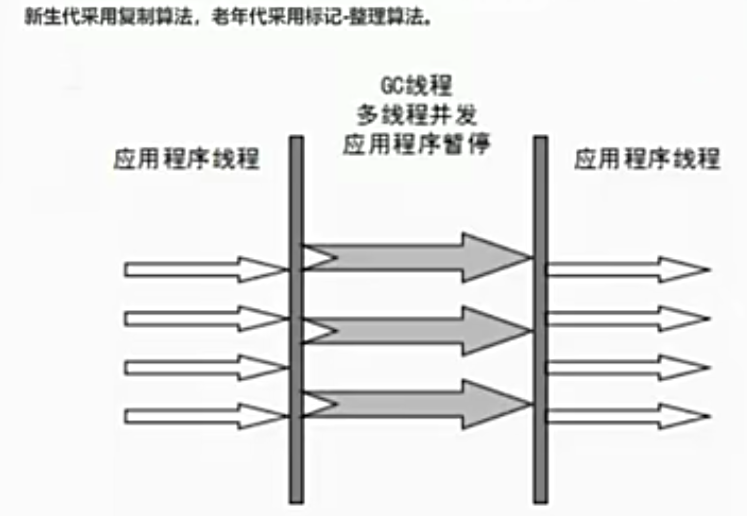 新生代采用复制算法，老年代采用标记-整理算法。
GC线程
多线程并发
应用程序暂停
应用程序线程
应用程序线程